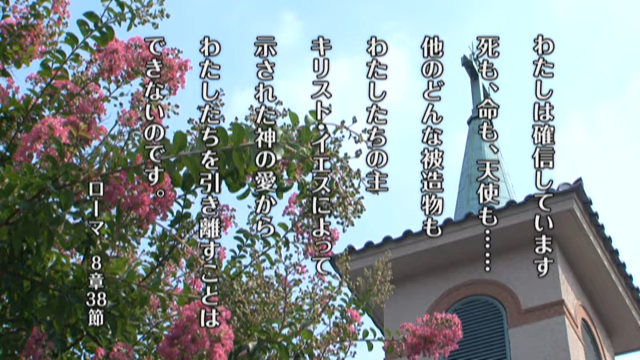 わたしは確信しています
死も、命も、天使も……
他のどんな被造物も
わたしたちの主
キリスト・イエスによって
示された神の愛から
わたしたちを引き離すことは
できないのです。
ローマ 8章38節